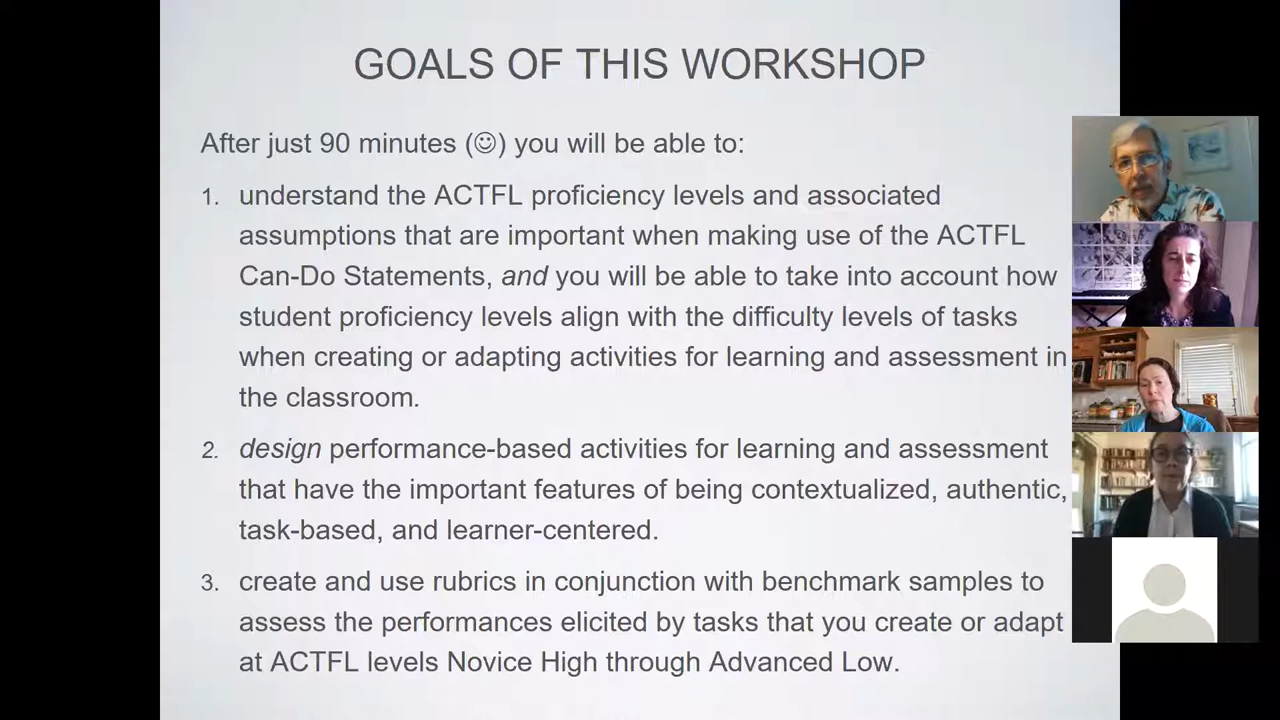 GOALS OF THIS WORKSHOP
After just 90 minutes (☺) you will be able to:
1. understand the ACTFL proficiency levels and associated
assumptions that are important when making use of the ACTFL
Can-Do Statements, and you will be able to take into account how
student proficiency levels align with the difficulty levels of tasks
when creating or adapting activities for learning and assessment in
the classroom.
2. design performance-based activities for learning and assessment
that have the important features of being contextualized, authentic,
task-based, and learner-centered.
3. create and use rubrics in conjunction with benchmark samples to
assess the performances elicited by tasks that you create or adapt
at ACTFL levels Novice High through Advanced Low.